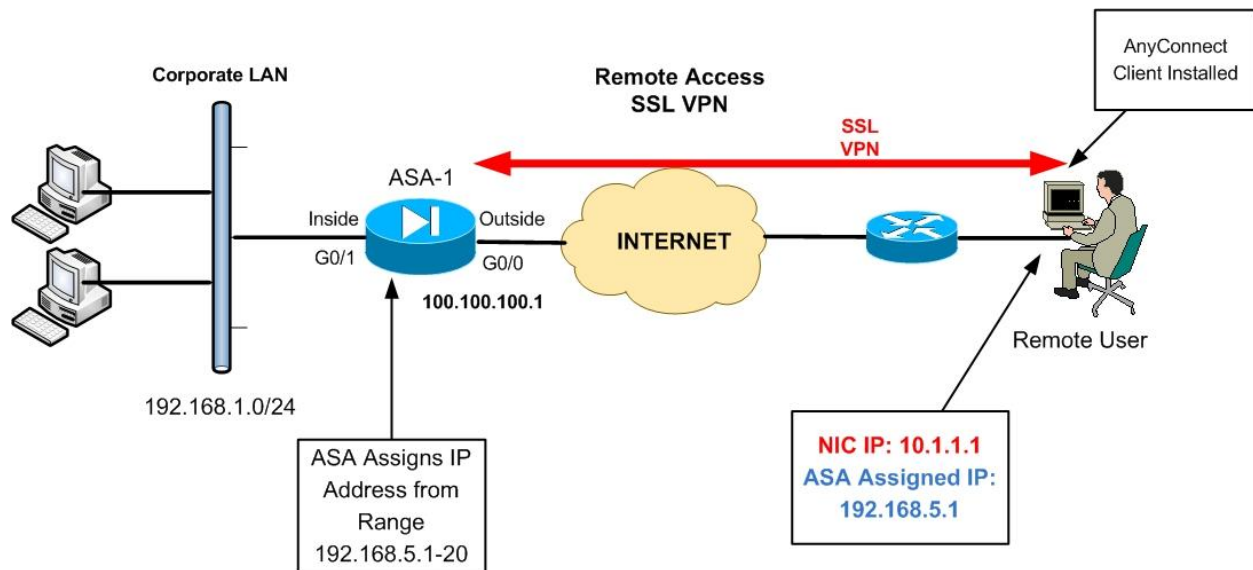 AnyConnect
Client Installed
Corporate LAN
Remote Access
SSL VPN
SSL
VPN
ASA-1
Inside
Outside
G0/1
G0/0
INTERNET
100.100.100.1
Remote User
192.168.1.0/24
ASA Assigns IP
Address from
Range
192.168.5.1-20
NIC IP: 10.1.1.1
ASA Assigned IP:
192.168.5.1